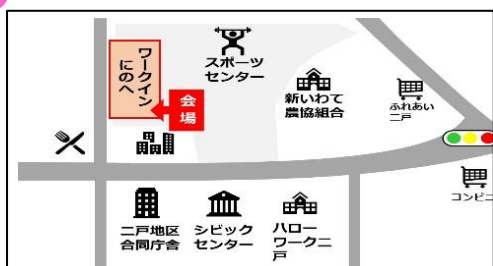 ワークイン
にのへ
会
場
スポーツ
センター
新いわて
農協組合
ふれあい
二戸
コンビニ
二戸地区
合同庁舎
シビック
センター
ハロー
ワーク二
戸